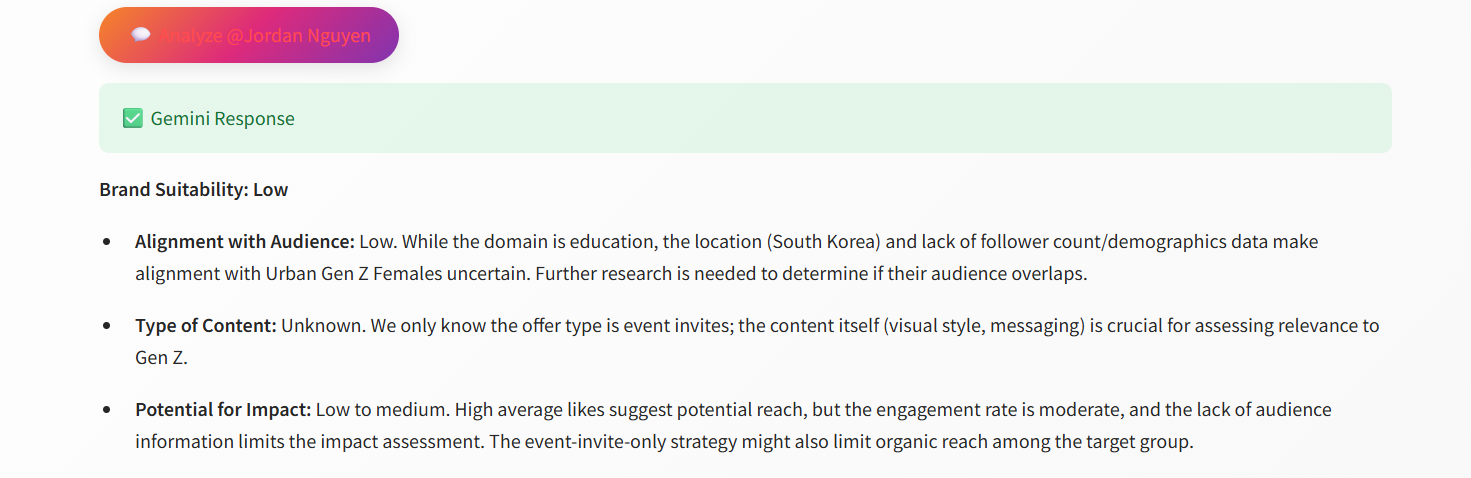 Analyze @Jordan Nguyen
Gemini Response
Brand Suitability: Low
Alignment with Audience: Low. While the domain is education, the location (South Korea) and lack of follower count/demographics data make
alignment with Urban Gen Z Females uncertain. Further research is needed to determine if their audience overlaps.
Type of Content: Unknown. We only know the offer type is event invites; the content itself (visual style, messaging) is crucial for assessing relevance to
Gen Z.
Potential for Impact: Low to medium. High average likes suggest potential reach, but the engagement rate is moderate, and the lack of audience
information limits the impact assessment. The event-invite-only strategy might also limit organic reach among the target group.